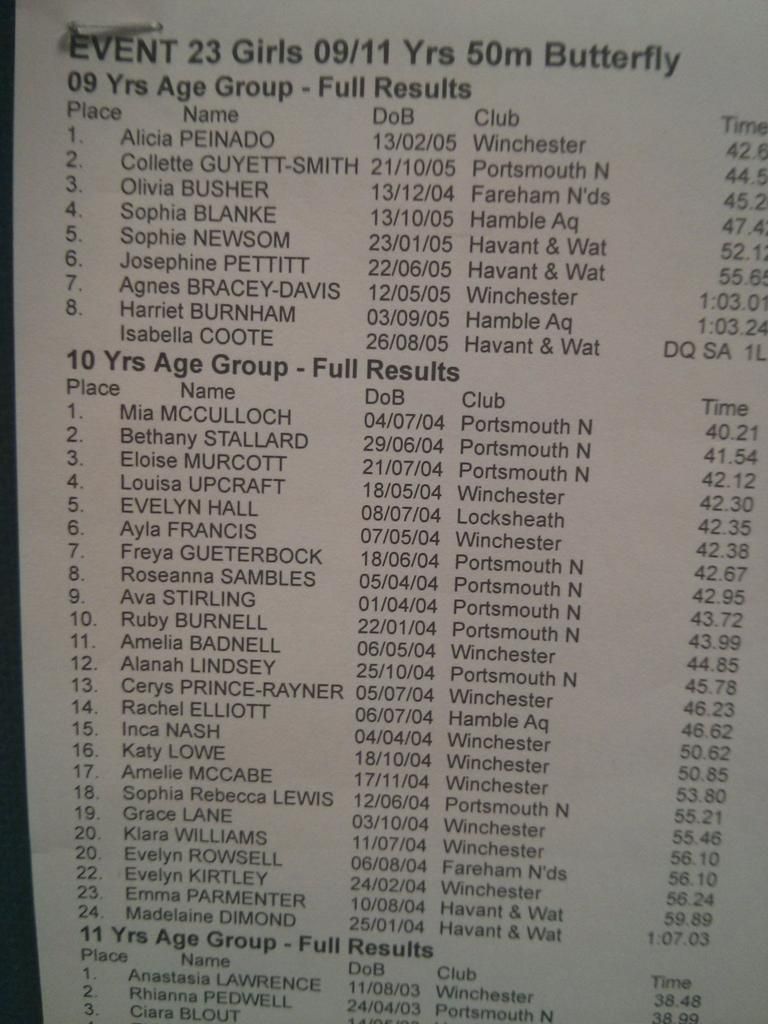 EVENT 23 Girls 09/11 Yrs 50m Butterfly
09 Yrs Age Group - Full Results
Place Name DoB Club Time
1. Alicia PEINADO 13/02/05 Winchester 42.6
2. Collette GUYETT-SMITH 21/10/05 Portsmouth N 44.5
3. Olivia BUSHER 13/12/04 Fareham N'ds 45.2
4. Sophia BLANKE 13/10/05 Hamble Aq 47.42
5. Sophie NEWSOM 23/01/05 Havant & Wat 52.12
6. Josephine PETTITT 22/06/05 Havant & Wat 55.65
7. Agnes BRACEY-DAVIS 12/05/05 Winchester 1:03.01
8. Harriet BURNHAM 03/09/05 Hamble Aq 1:03.24
Isabella COOTE 26/08/05 Havant & Wat DQ SA 1L
10 Yrs Age Group - Full Results
Place Name DoB Club Time
1. Mia MCCULLOCH 04/07/04 Portsmouth N 40.21
2. Bethany STALLARD 29/06/04 Portsmouth N 41.54
3. Eloise MURCOTT 21/07/04 Portsmouth N 42.12
4. Louisa UPCRAFT 18/05/04 Winchester 42.30
5. EVELYN HALL 08/07/04 Locksheath 42.35
6. Ayla FRANCIS 07/05/04 Winchester 42.38
7. Freya GUETERBOCK 18/06/04 Portsmouth N 42.67
8. Roseanna SAMBLES 05/04/04 Portsmouth N 42.95
9. Ava STIRLING 01/04/04 Portsmouth N 43.72
10. Ruby BURNELL 22/01/04 Portsmouth N 43.99
11. Amelia BADNELL 06/05/04 Winchester 44.85
12. Alanah LINDSEY 25/10/04 Portsmouth N 45.78
13. Cerys PRINCE-RAYNER 05/07/04 Winchester 46.23
14. Rachel ELLIOTT 06/07/04 Hamble Aq 46.62
15. Inca NASH 04/04/04 Winchester 50.62
16. Katy LOWE 18/10/04 Winchester 50.85
17. Amelie MCCABE 17/11/04 Winchester 53.80
18. Sophia Rebecca LEWIS 12/06/04 Portsmouth N 55.21
19. Grace LANE 03/10/04 Winchester 55.46
20. Klara WILLIAMS 11/07/04 Winchester 56.10
20. Evelyn ROWSELL 06/08/04 Fareham N'ds 56.10
22. Evelyn KIRTLEY 24/02/04 Winchester 56.24
23. Emma PARMENTER 10/08/04 Havant & Wat 59.89
24. Madelaine DIMOND 25/01/04 Havant & Wat 1:07.03
11 Yrs Age Group - Full Results
Place Name DoB Club Time
1. Anastasia LAWRENCE 11/08/03 Winchester 38.48
2. Rhianna PEDWELL 24/04/03 Portsmouth N 38.99
3. Ciara BLOUT